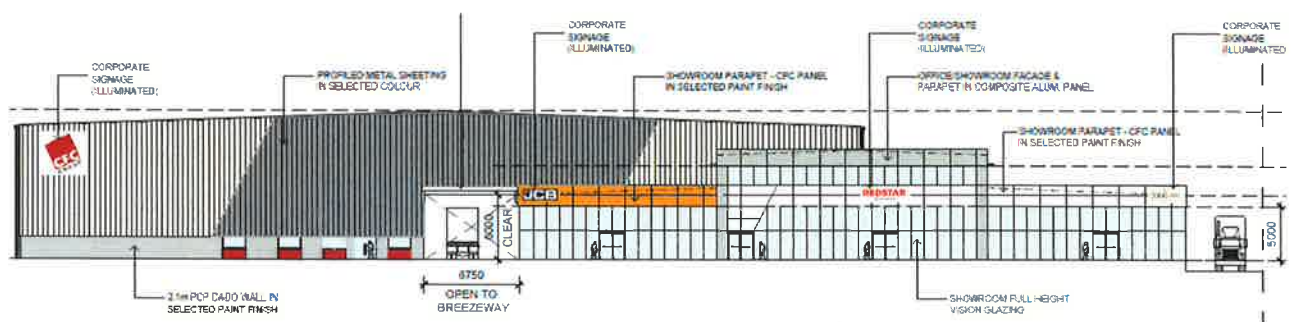 CORPORATE
SIGNAGE
(ILLUMINATED)
CORPORATE
SIGNAGE
(ILLUMINATED)
CORPORATE
SIGNAGE
(ILLUMINATED)
CORPORATE
SIGNAGE
(ILLUMINATED)
PROFILED METAL SHEETING
IN SELECTED COLOUR
SHOWROOM PARAPET - CFC PANEL
IN SELECTED PAINT FINISH
OFFICE/SHOWROOM FACADE &
PARAPET IN COMPOSITE ALUM. PANEL
SHOWROOM PARAPET - CFC PANEL
IN SELECTED PAINT FINISH
CFC
JCB
REDSTAR
6000
CLEAR
5000
6750
OPEN TO
BREEZEWAY
2.1m PCP DADO WALL IN
SELECTED PAINT FINISH
SHOWROOM FULL HEIGHT
VISION GLAZING